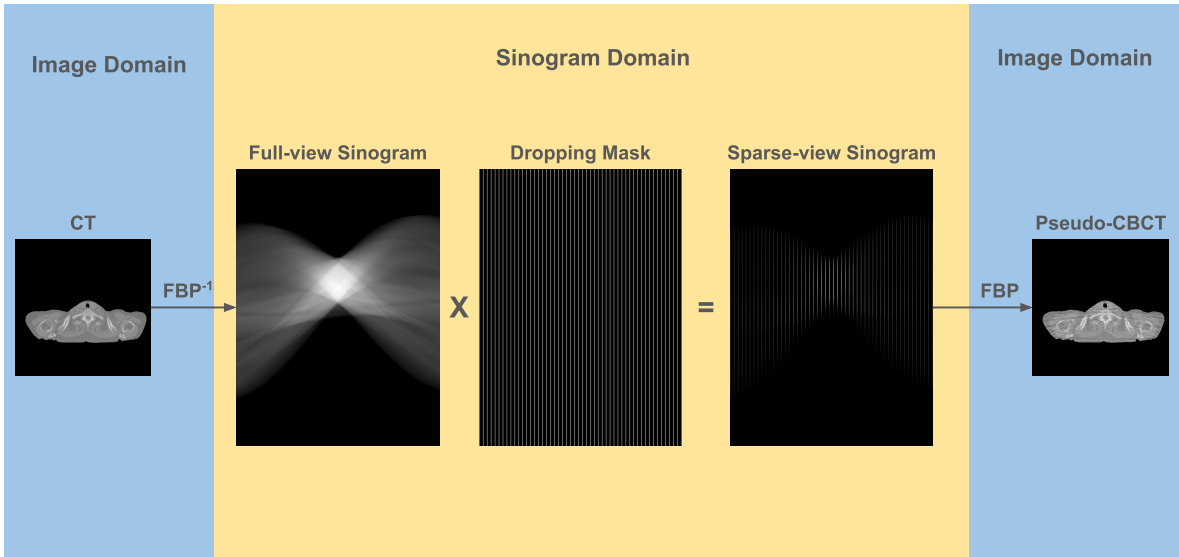 Image Domain
Sinogram Domain
Image Domain
Full-view Sinogram
Dropping Mask
Sparse-view Sinogram
CT
Pseudo-CBCT
FBP⁻¹
X
=
FBP